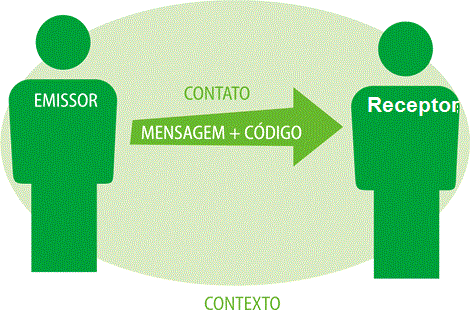 EMISSOR
CONTATO
MENSAGEM + CÓDIGO
Receptor
CONTEXTO